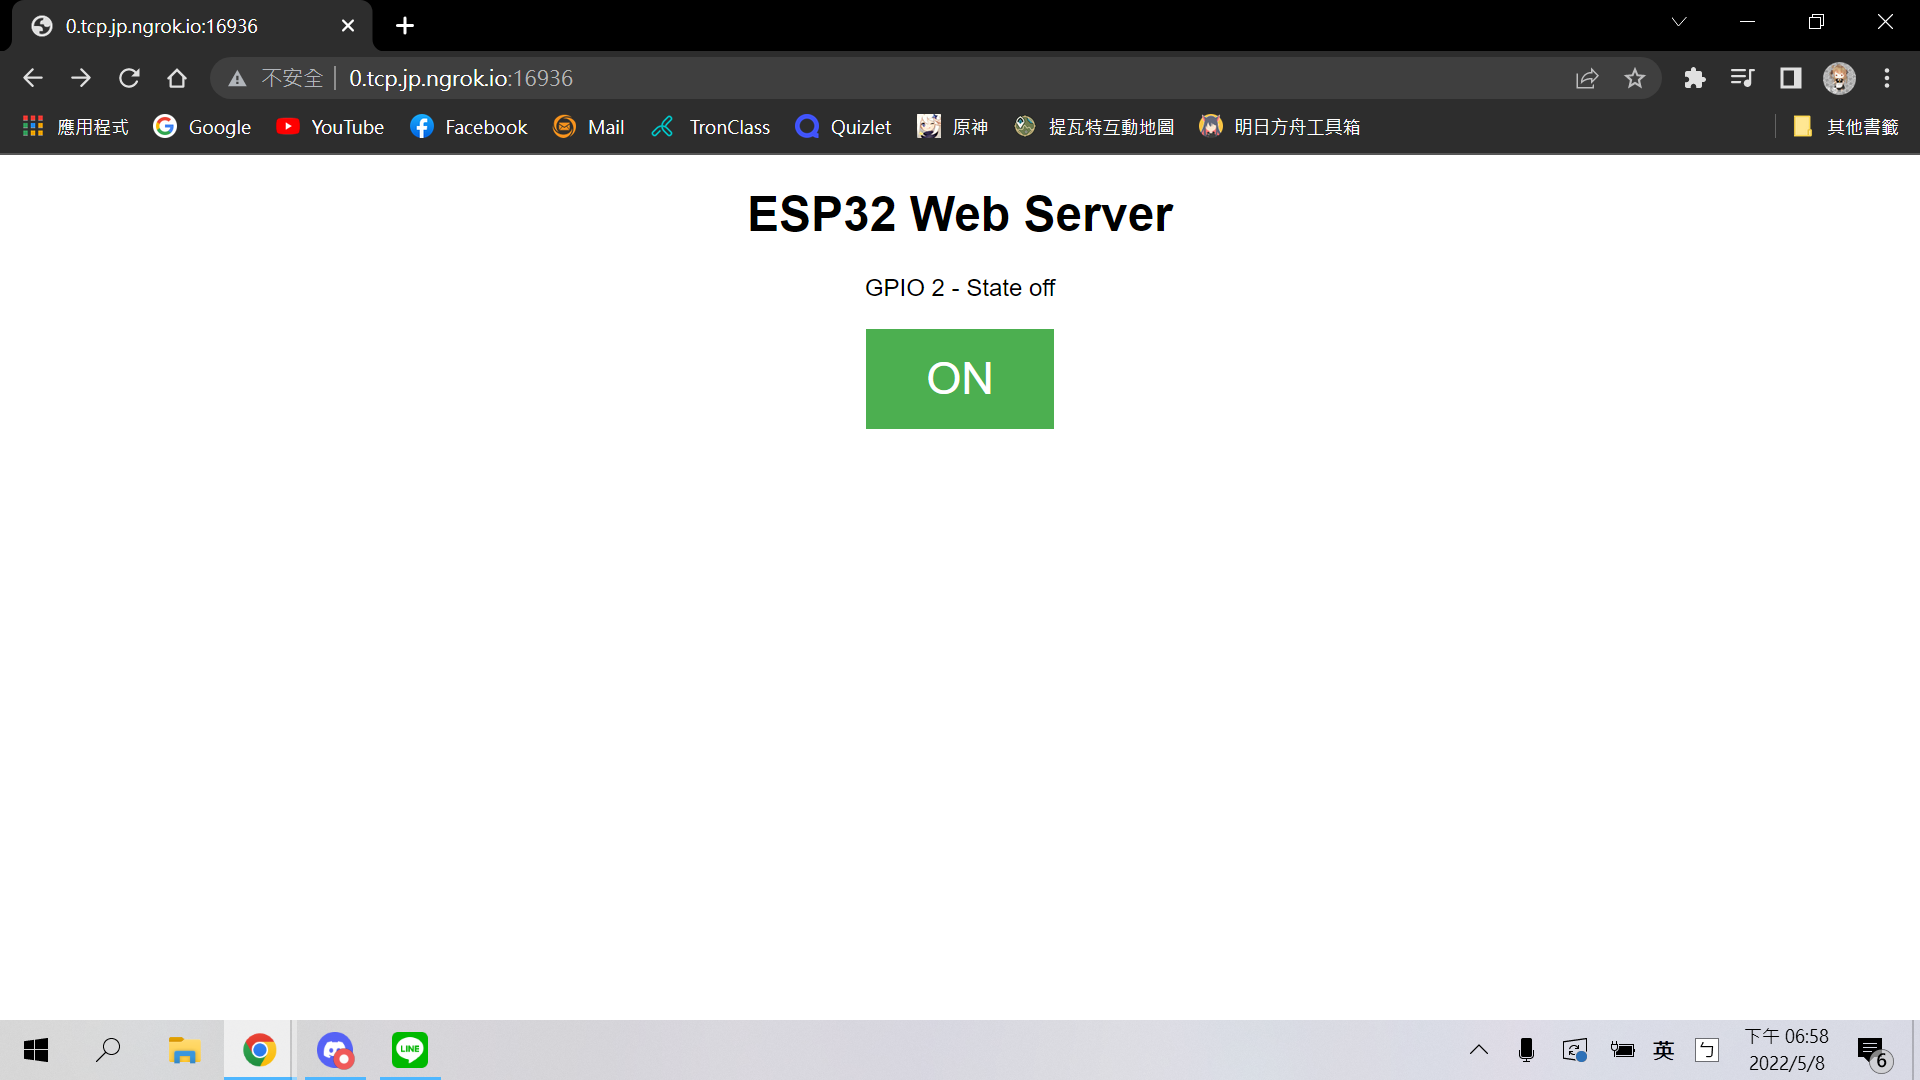 0.tcp.jp.ngrok.io:16936
不安全 0.tcp.jp.ngrok.io:16936
應用程式 Google YouTube Facebook Mail TronClass Quizlet 原神 提瓦特互動地圖 明日方舟工具箱 其他書籤
ESP32 Web Server
GPIO 2 - State off
ON
LINE
英 ㄅ
下午 06:58
2022/5/8
6